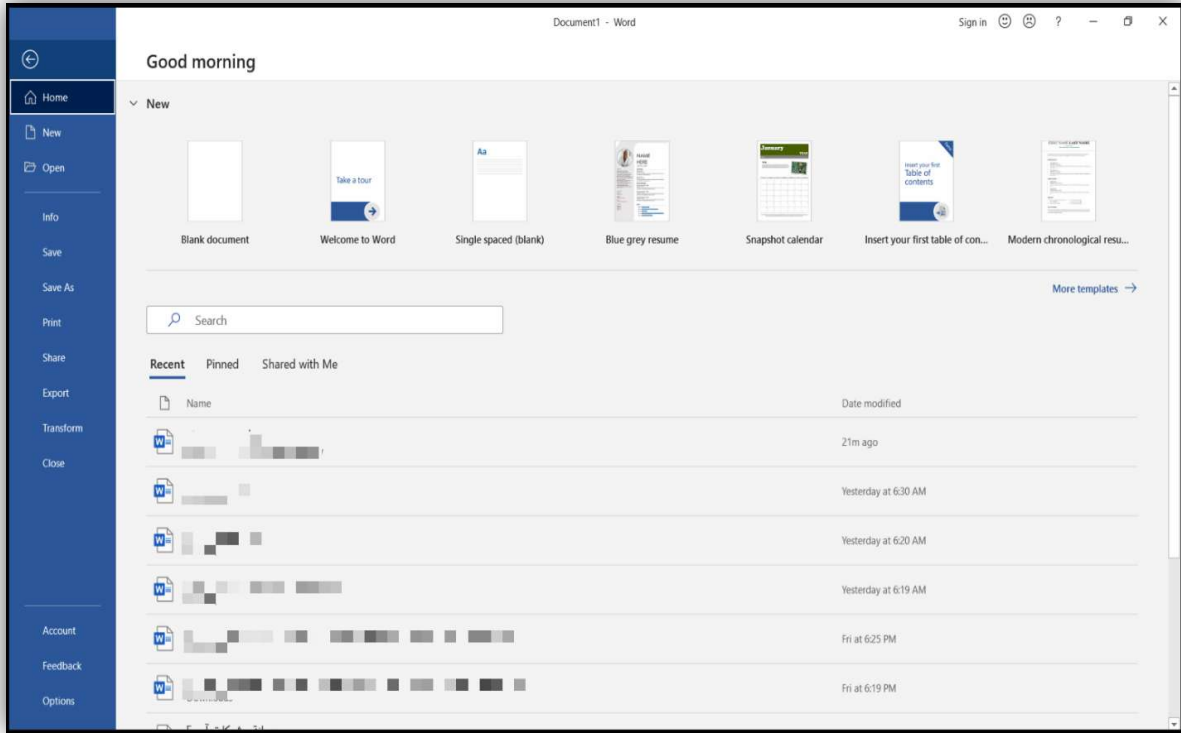 Document1 - Word
Sign in ?
Good morning
Home
New
Open
Info
Save
Save As
Print
Share
Export
Transform
Close
Account
Feedback
Options
New
Aa
Take a tour
January
Insert your first
Table of
contents
Blank document
Welcome to Word
Single spaced (blank)
Blue grey resume
Snapshot calendar
Insert your first table of con...
Modern chronological resu...
More templates →
Search
Recent Pinned Shared with Me
Name Date modified
21m ago
Yesterday at 6:30 AM
Yesterday at 6:20 AM
Yesterday at 6:19 AM
Fri at 6:25 PM
Fri at 6:19 PM